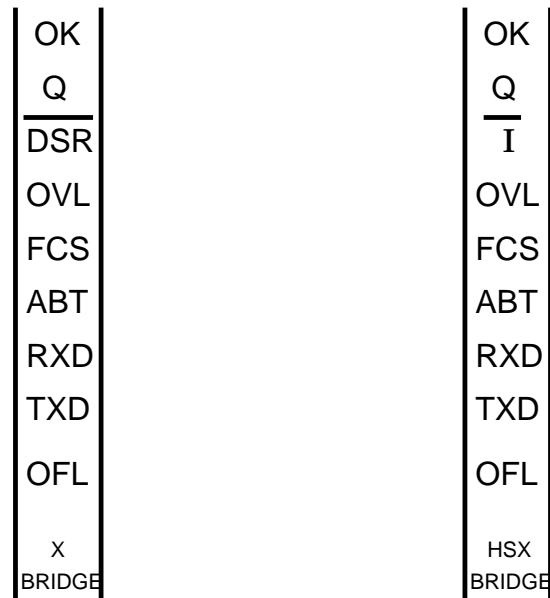 OK
Q
DSR
OVL
FCS
ABT
RXD
TXD
OFL
X
BRIDGE
OK
Q
I
OVL
FCS
ABT
RXD
TXD
OFL
HSX
BRIDGE